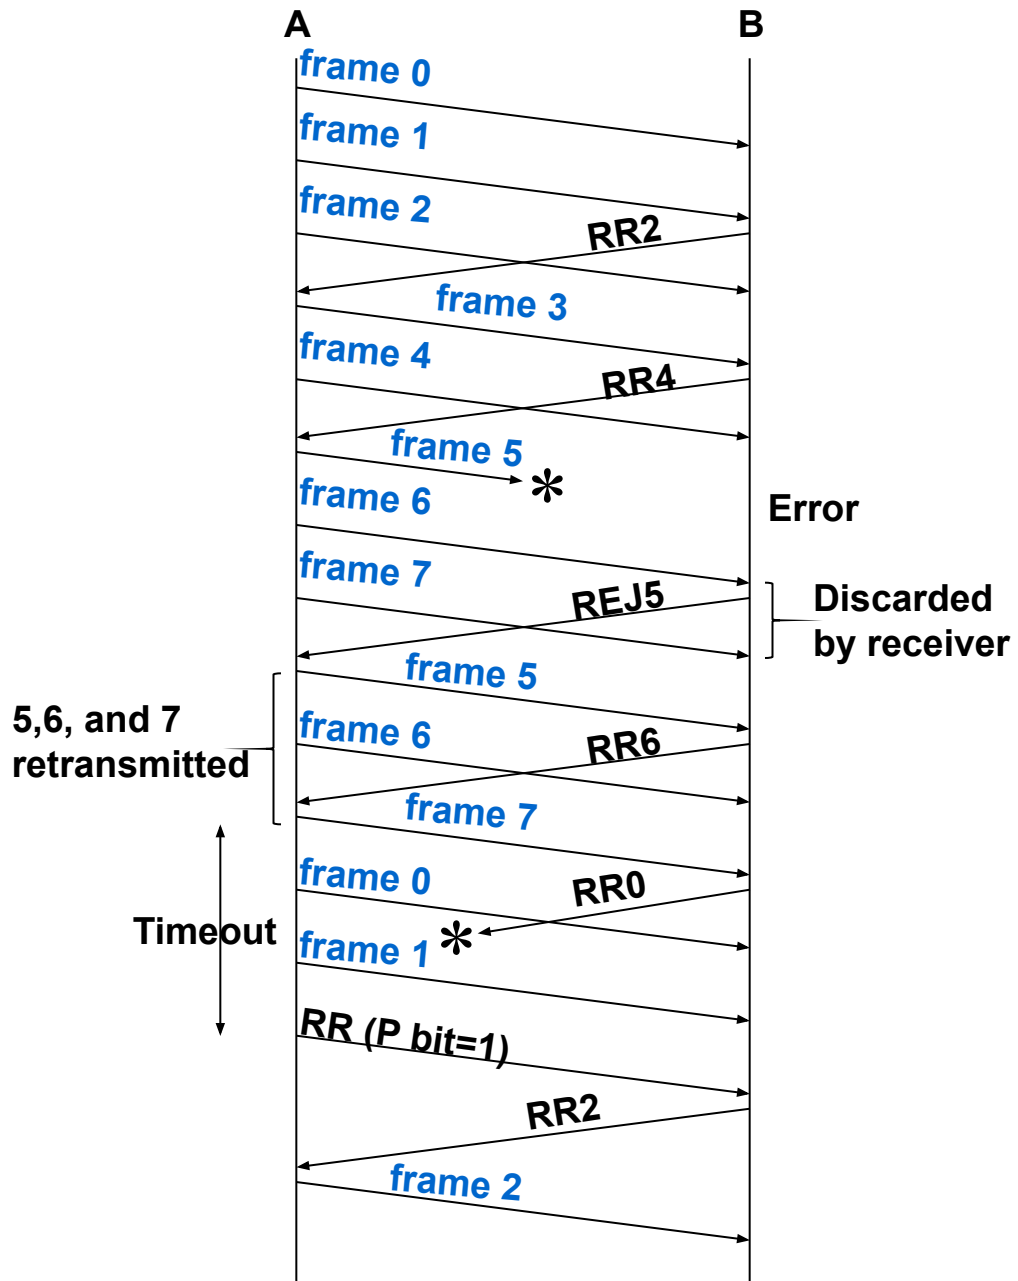 A
B
frame 0
frame 1
frame 2
RR2
frame 3
frame 4
RR4
frame 5
frame 6
Error
frame 7
REJ5
Discarded
by receiver
frame 5
5,6, and 7
retransmitted
frame 6
RR6
frame 7
frame 0
RR0
Timeout
frame 1
RR (P bit=1)
RR2
frame 2